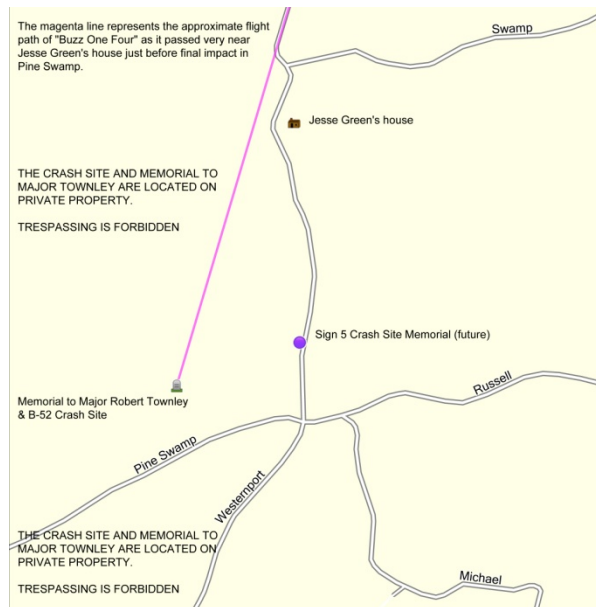 The magenta line represents the approximate flight
path of "Buzz One Four" as it passed very near
Jesse Green's house just before final impact in
Pine Swamp.
Swamp
Jesse Green's house
THE CRASH SITE AND MEMORIAL TO
MAJOR TOWNLEY ARE LOCATED ON
PRIVATE PROPERTY.
TRESPASSING IS FORBIDDEN
Sign 5 Crash Site Memorial (future)
Memorial to Major Robert Townley
& B-52 Crash Site
Russell
Pine Swamp
Westernport
THE CRASH SITE AND MEMORIAL TO
MAJOR TOWNLEY ARE LOCATED ON
PRIVATE PROPERTY.
Michael
TRESPASSING IS FORBIDDEN